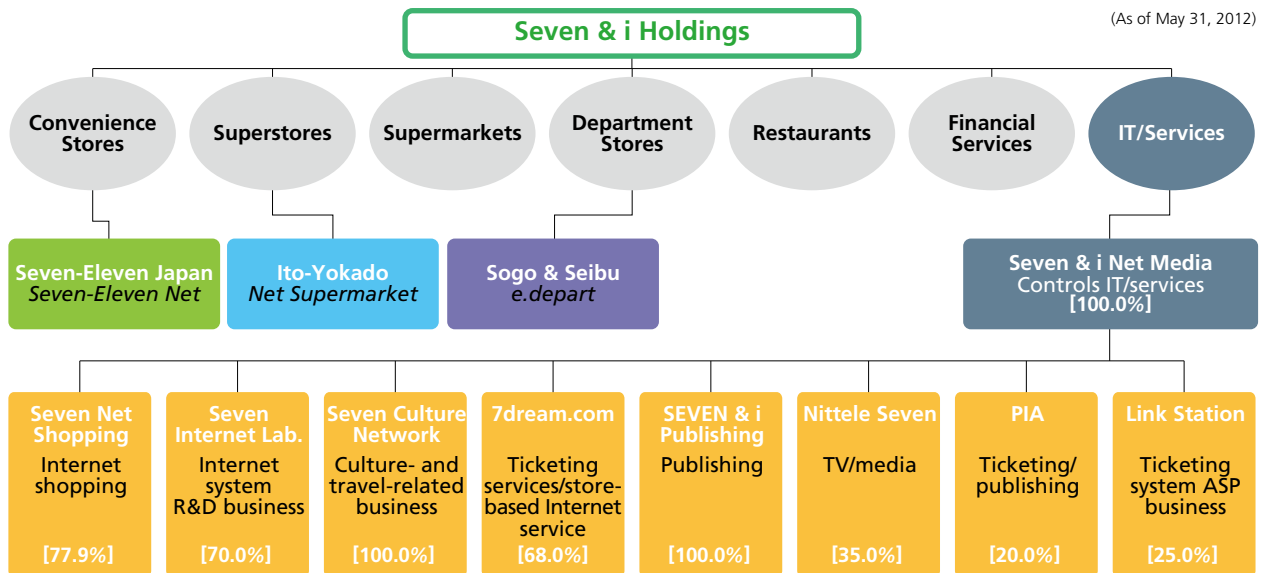 Seven & i Holdings
(As of May 31, 2012)
Convenience
Stores
Superstores
Supermarkets
Department
Stores
Restaurants
Financial
Services
IT/Services
Seven-Eleven Japan
Seven-Eleven Net
Ito-Yokado
Net Supermarket
Sogo & Seibu
e.depart
Seven & i Net Media
Controls IT/services
[100.0%]
Seven Net
Shopping
Internet
shopping
[77.9%]
Seven
Internet Lab.
Internet
system
R&D business
[70.0%]
Seven Culture
Network
Culture- and
travel-related
business
[100.0%]
7dream.com
Ticketing
services/store-
based Internet
service
[68.0%]
SEVEN & i
Publishing
Publishing
[100.0%]
Nittele Seven
TV/media
[35.0%]
PIA
Ticketing/
publishing
[20.0%]
Link Station
Ticketing
system ASP
business
[25.0%]